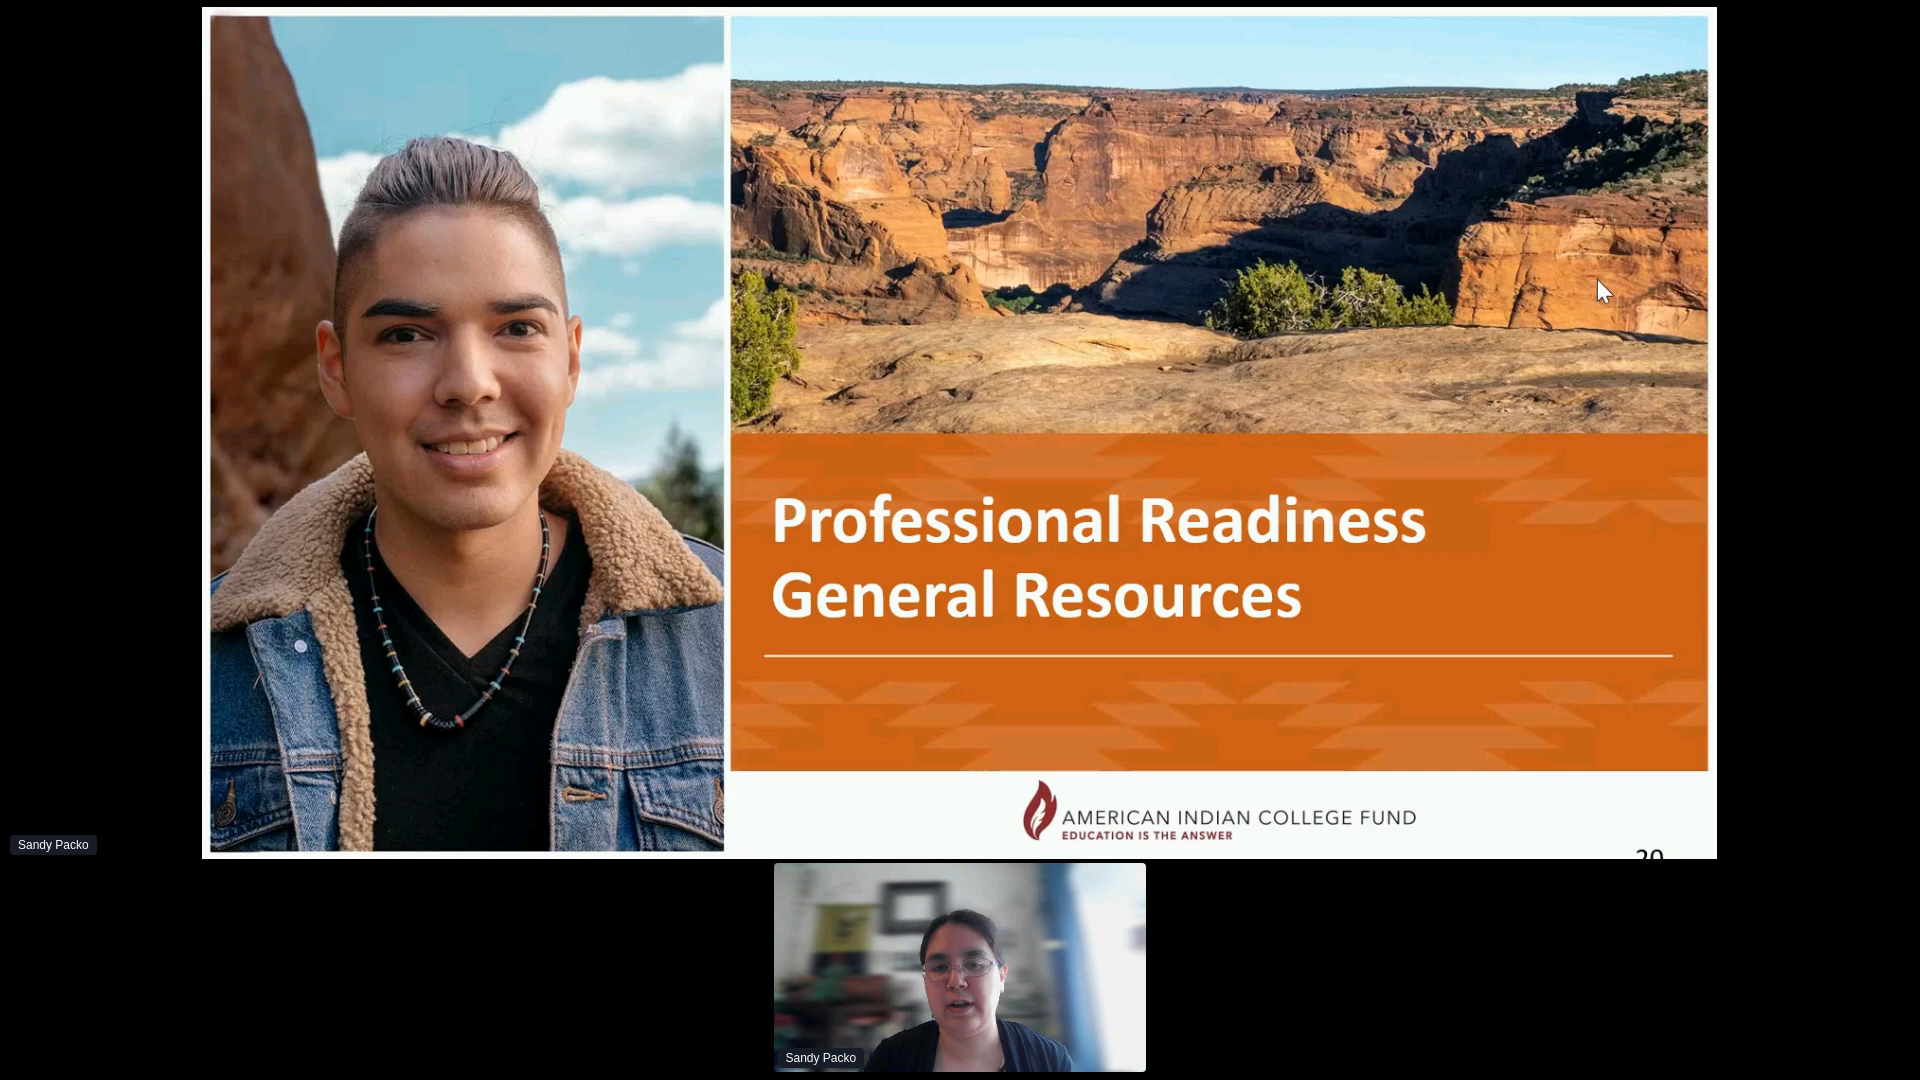 Professional Readiness
General Resources
AMERICAN INDIAN COLLEGE FUND
EDUCATION IS THE ANSWER
20
Sandy Packo
Sandy Packo